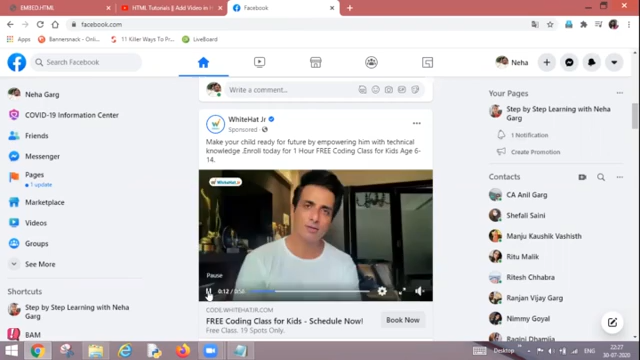 EMBED.HTML
HTML Tutorials || Add Video in H
Facebook
facebook.com
Apps
Bannersnack - Onlin...
11 Killer Ways To Pr...
LiveBoard
Search Facebook
Neha
Neha Garg
COVID-19 Information Center
Friends
Messenger
Pages
1 update
Marketplace
Videos
Groups
See More
Shortcuts
Step by Step Learning with Neha
Garg
BAM
Write a comment...
WhiteHat Jr
Sponsored ·
Make your child ready for future by empowering him with technical
knowledge .Enroll today for 1 Hour FREE Coding Class for Kids Age 6-
14.
WhiteHat Jr
Pause
0:12 / 0:58
CODE.WHITEHATJR.COM
FREE Coding Class for Kids - Schedule Now!
Free Class. 19 Spots Only.
Book Now
Your Pages
Step by Step Learning with Neha
Garg
1 Notification
Create Promotion
Contacts
CA Anil Garg
Shefali Saini
Manju Kaushik Vashisth
Ritu Malik
Ritesh Chhabra
Ranjan Vijay Garg
Nimmy Goyal
Ragini Dhamija
Desktop
22:27
30-07-2020